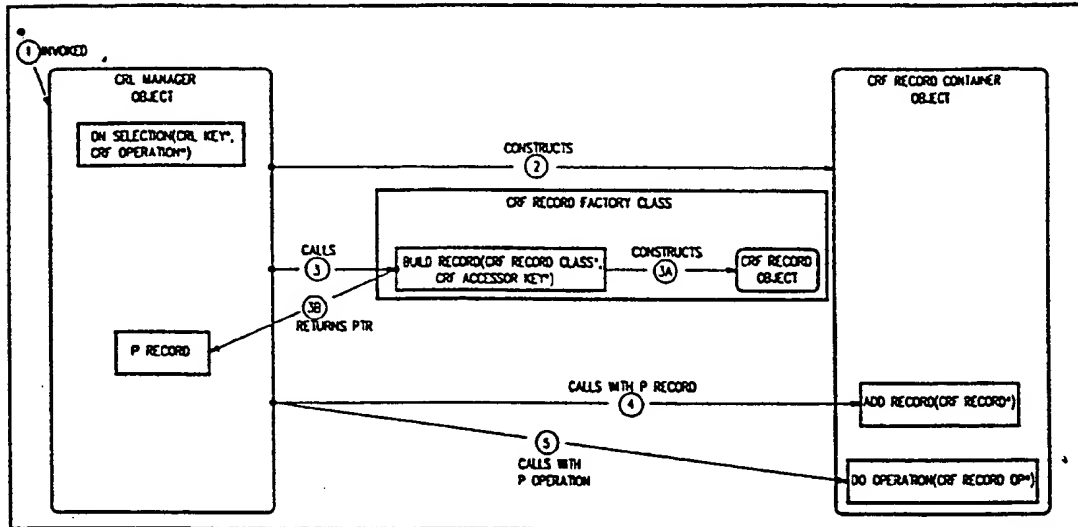 1 INVOKED
CRL MANAGER
OBJECT
ON SELECTION(CRL KEY*,
CRF OPERATION*)
CONSTRUCTS
2
CRF RECORD CONTAINER
OBJECT
CRF RECORD FACTORY CLASS
CALLS
3
BUILD RECORD(CRF RECORD CLASS*,
CRF ACCESSOR KEY*)
CONSTRUCTS
3A
CRF RECORD
OBJECT
3B
RETURNS PTR
P RECORD
CALLS WITH P RECORD
4
ADD RECORD(CRF RECORD*)
5
CALLS WITH
P OPERATION
DO OPERATION(CRF RECORD OP*)